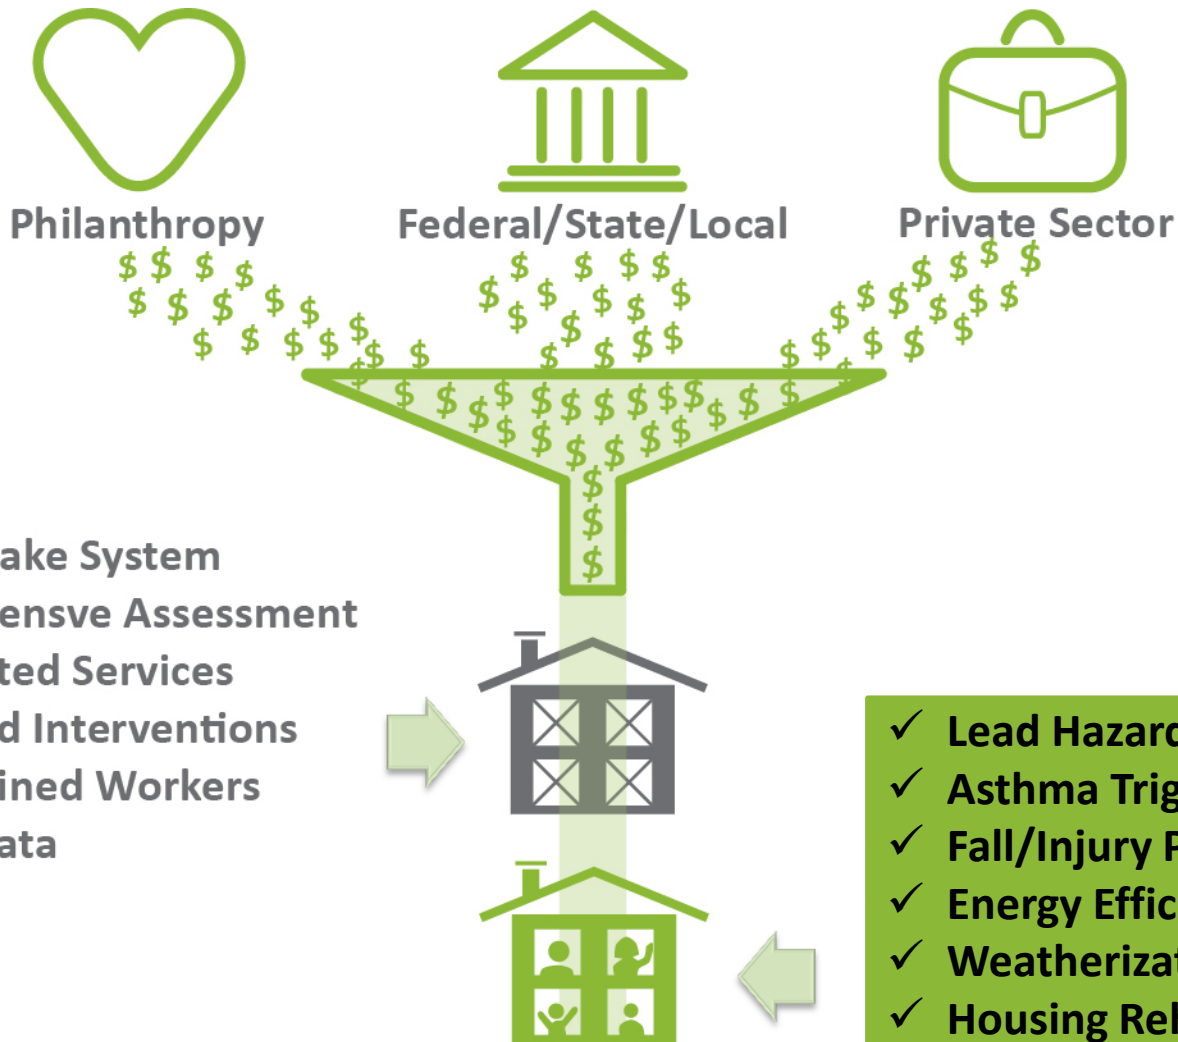 Philanthropy
Federal/State/Local
Private Sector
ake System
ensve Assessment
ted Services
d Interventions
ined Workers
ata
✓ Lead Hazard
✓ Asthma Trig
✓ Fall/Injury P
✓ Energy Effic
✓ Weatherizat
✓ Housing Reh